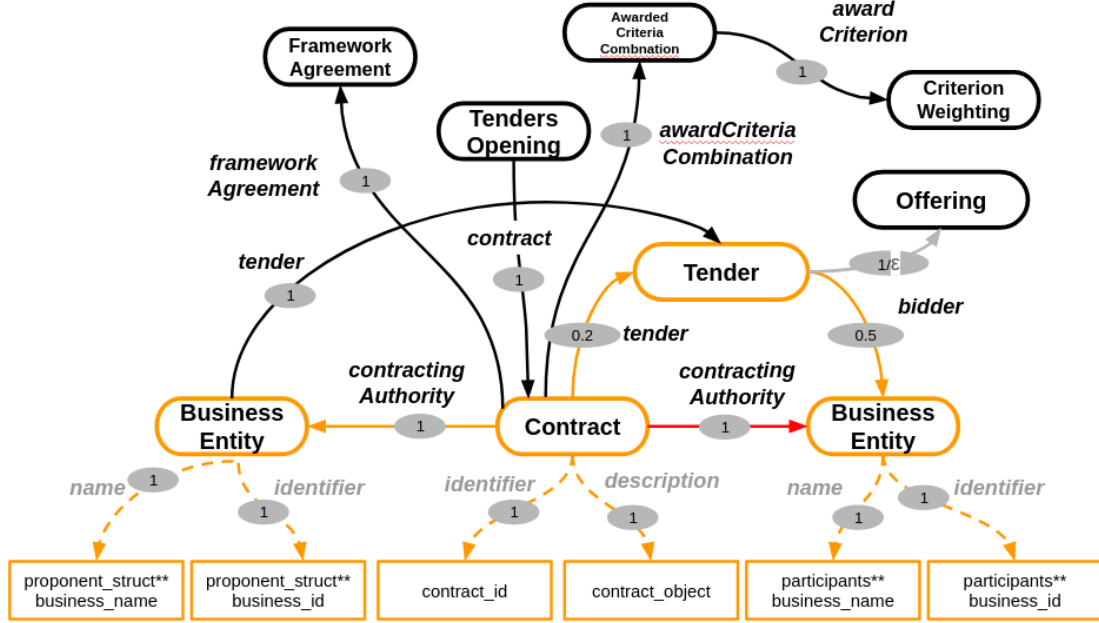 award
Criterion
Awarded
Criteria
Combnation
Framework
Agreement
1
Criterion
Weighting
Tenders
Opening
1
awardCriteria
Combination
framework
Agreement
1
Offering
contract
tender
Tender
1/ε
1
1
bidder
0.2
tender
0.5
contracting
Authority
contracting
Authority
Business
Entity
1
Contract
1
Business
Entity
name
1
identifier
identifier
description
name
1
identifier
1
1
1
1
proponent_struct**
business_name
proponent_struct**
business_id
contract_id
contract_object
participants**
business_name
participants**
business_id